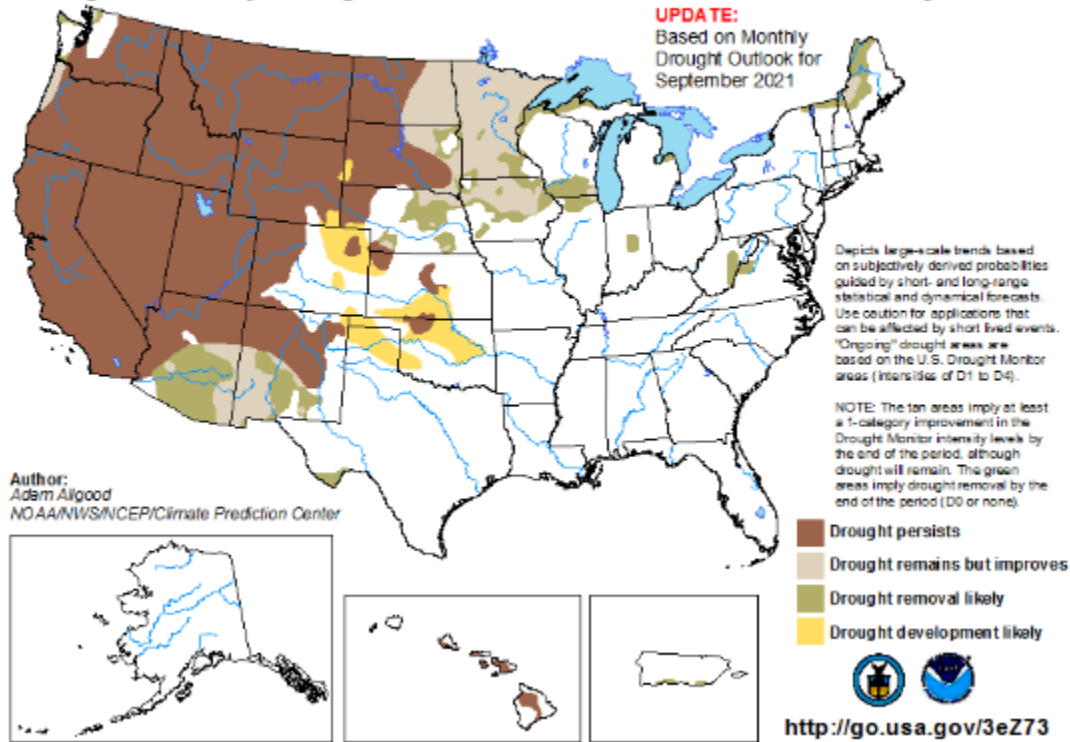 UPDATE:
Based on Monthly
Drought Outlook for
September 2021
Depicts large-scale trends based
on subjectively derived probabilities
guided by short- and long-range
statistical and dynamical forecasts.
Use caution for applications that
can be affected by short lived events.
"Ongoing" drought areas are
based on the U.S. Drought Monitor
areas (intensities of D1 to D4).
NOTE: The tan areas imply at least
a 1-category improvement in the
Drought Monitor intensity levels by
the end of the period, although
drought will remain. The green
areas imply drought removal by the
end of the period (D0 or none).
Author:
Adam Allgood
NOAA/NWS/NCEP/Climate Prediction Center
Drought persists
Drought remains but improves
Drought removal likely
Drought development likely
http://go.usa.gov/3eZ73